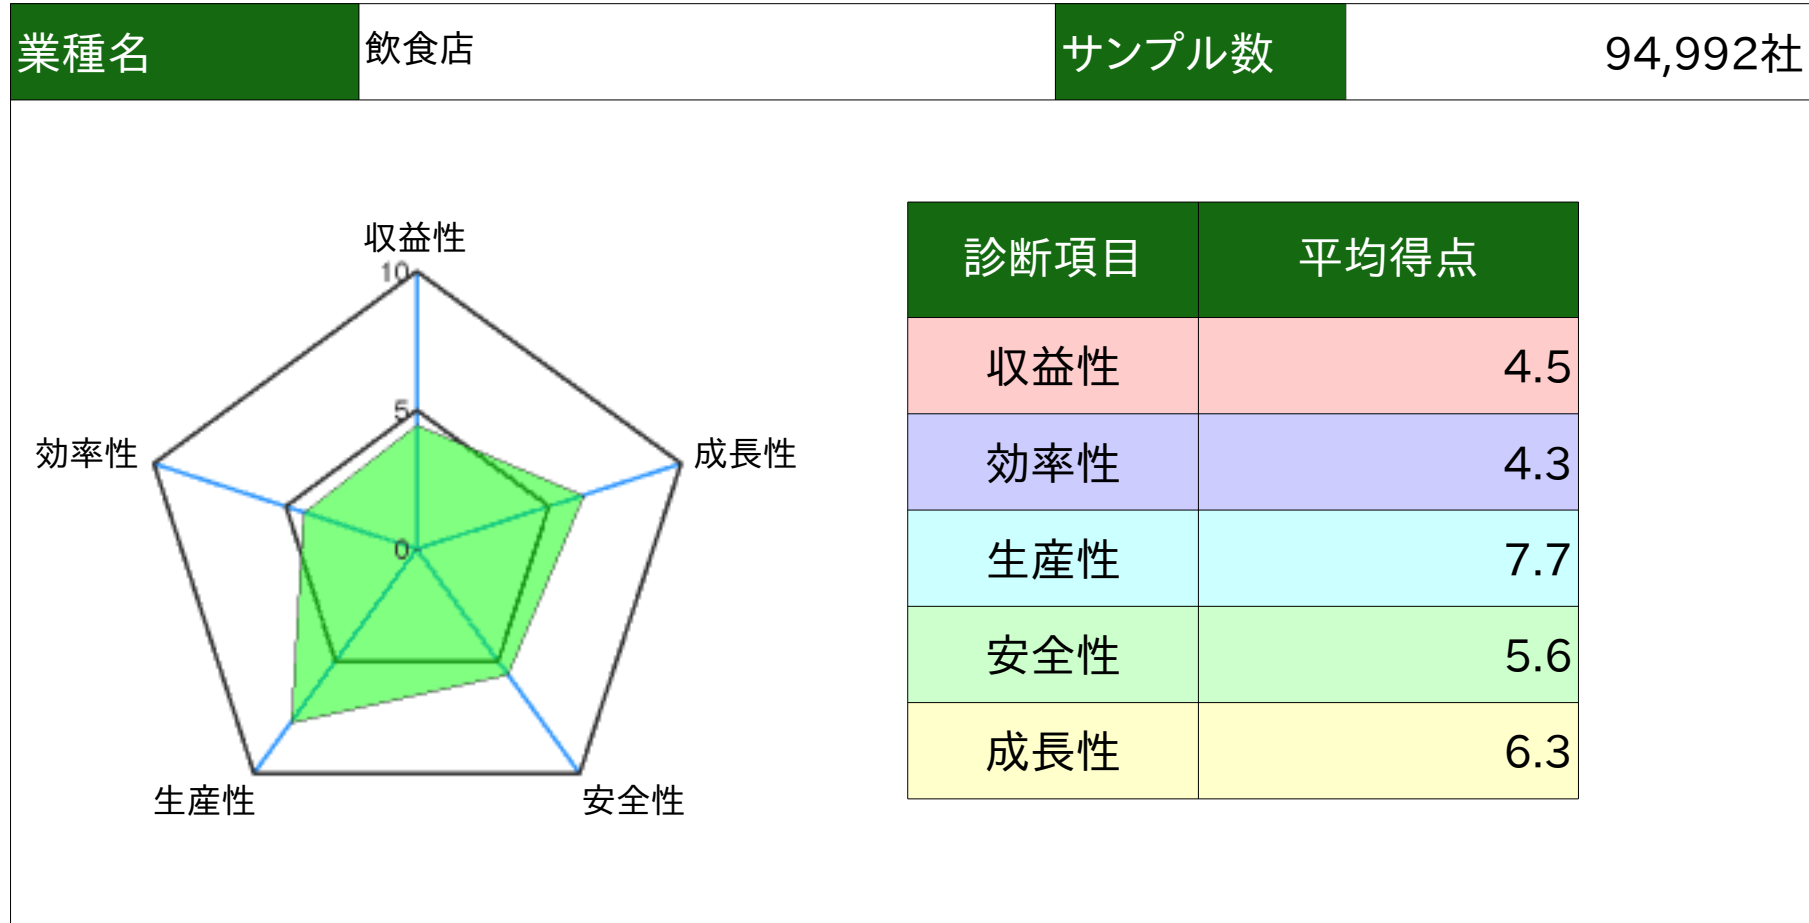 業種名 飲食店 サンプル数 94,992社
収益性
10
5
0
効率性
成長性
生産性
安全性
診断項目 平均得点
収益性 4.5
効率性 4.3
生産性 7.7
安全性 5.6
成長性 6.3